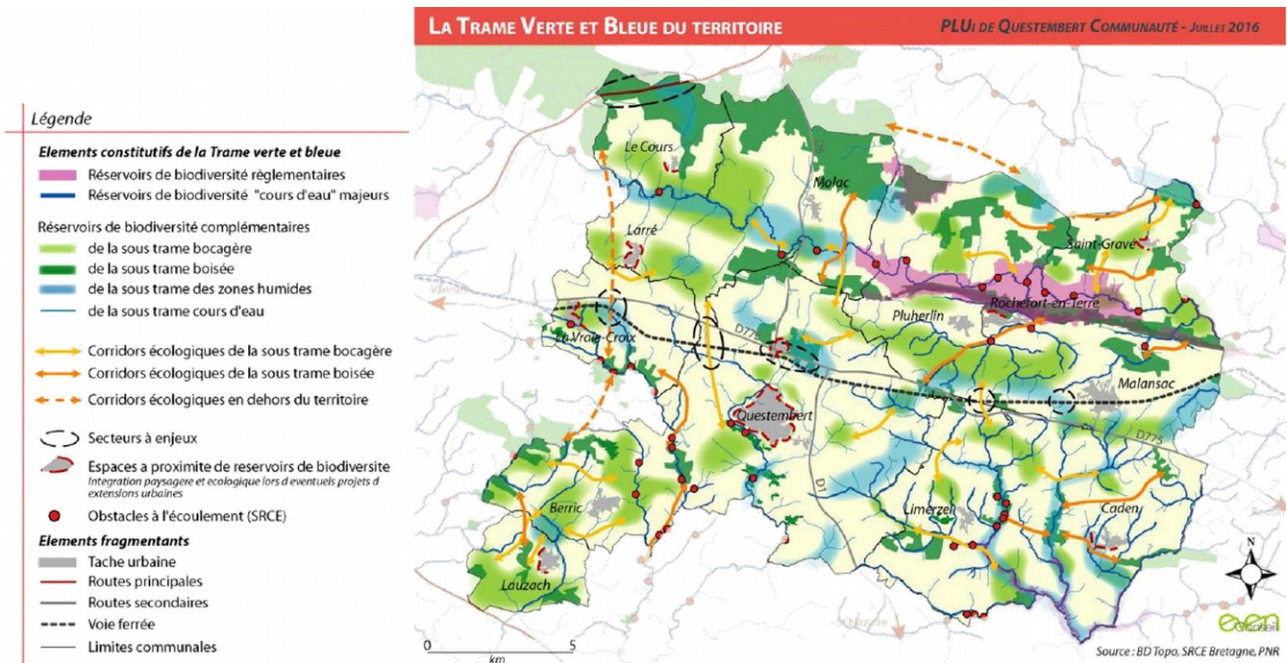 LA TRAME VERTE ET BLEUE DU TERRITOIRE
PLUI DE QUESTEMBERT COMMUNAUTÉ - JUILLET 2016
Légende
Elements constitutifs de la Trame verte et bleue
Réservoirs de biodiversité règlementaires
Réservoirs de biodiversité "cours d'eau" majeurs
Réservoirs de biodiversité complémentaires
de la sous trame bocagère
de la sous trame boisée
de la sous trame des zones humides
de la sous trame cours d'eau
Corridors écologiques de la sous trame bocagère
Corridors écologiques de la sous trame boisée
Corridors écologiques en dehors du territoire
Secteurs à enjeux
Espaces a proximite de reservoirs de biodiversite
Integration paysagere et ecologique lors d eventuels projets d
extensions urbaines
Obstacles à l'écoulement (SRCE)
Elements fragmentants
Tache urbaine
Routes principales
Routes secondaires
Voie ferrée
Limites communales
Ploermel
Le Cours
Molac
Larré
Saint-Gravé
Rochefort-en-Terre
Pluherlin
La Vraie-Croix
D775
Malansac
Questembert
D775
D1
Berric
Limerzel
Caden
Lauzach
N
0 5
km
even
Conseil
Source : BD Topo, SRCE Bretagne, PNR